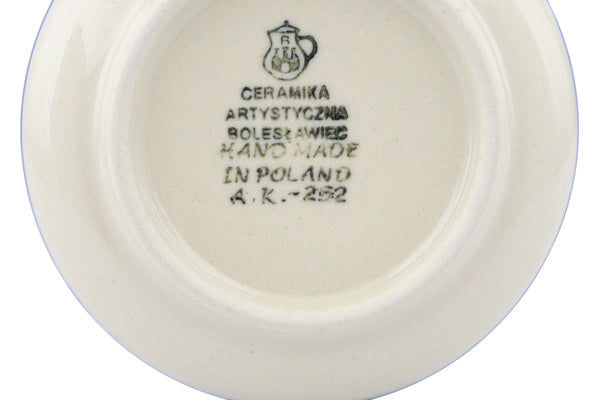 CERAMIKA
ARTYSTYCZNA
BOLESŁAWIEC
HAND MADE
IN POLAND
A.K.-252